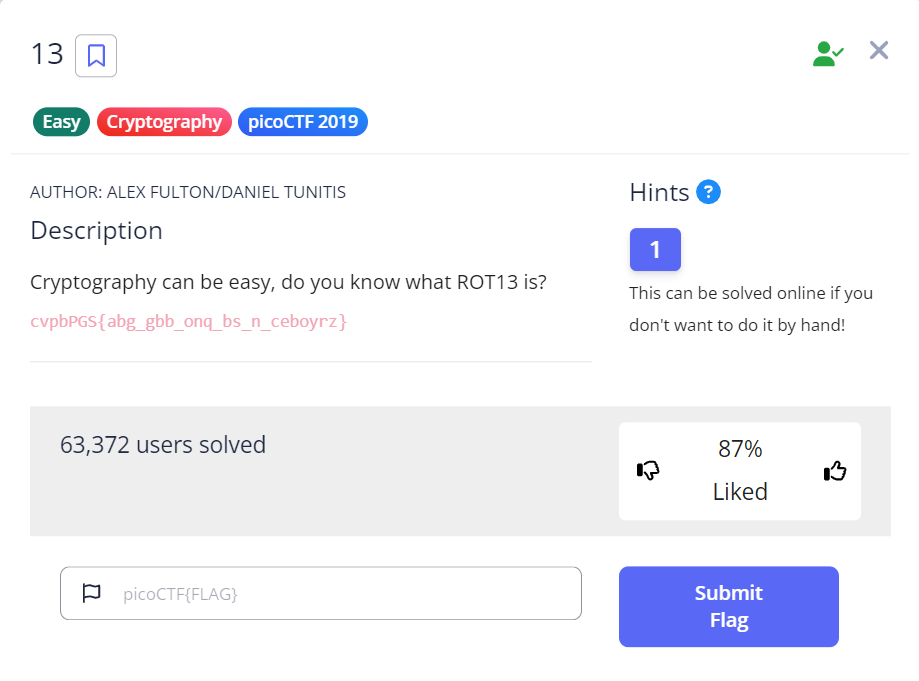 13
Easy Cryptography picoCTF 2019
AUTHOR: ALEX FULTON/DANIEL TUNITIS
Description
Cryptography can be easy, do you know what ROT13 is?
cvpbPGS{abg_gbb_onq_bs_n_ceboyrz}
Hints ?
1
This can be solved online if you
don't want to do it by hand!
63,372 users solved
87%
Liked
picoCTF{FLAG}
Submit
Flag